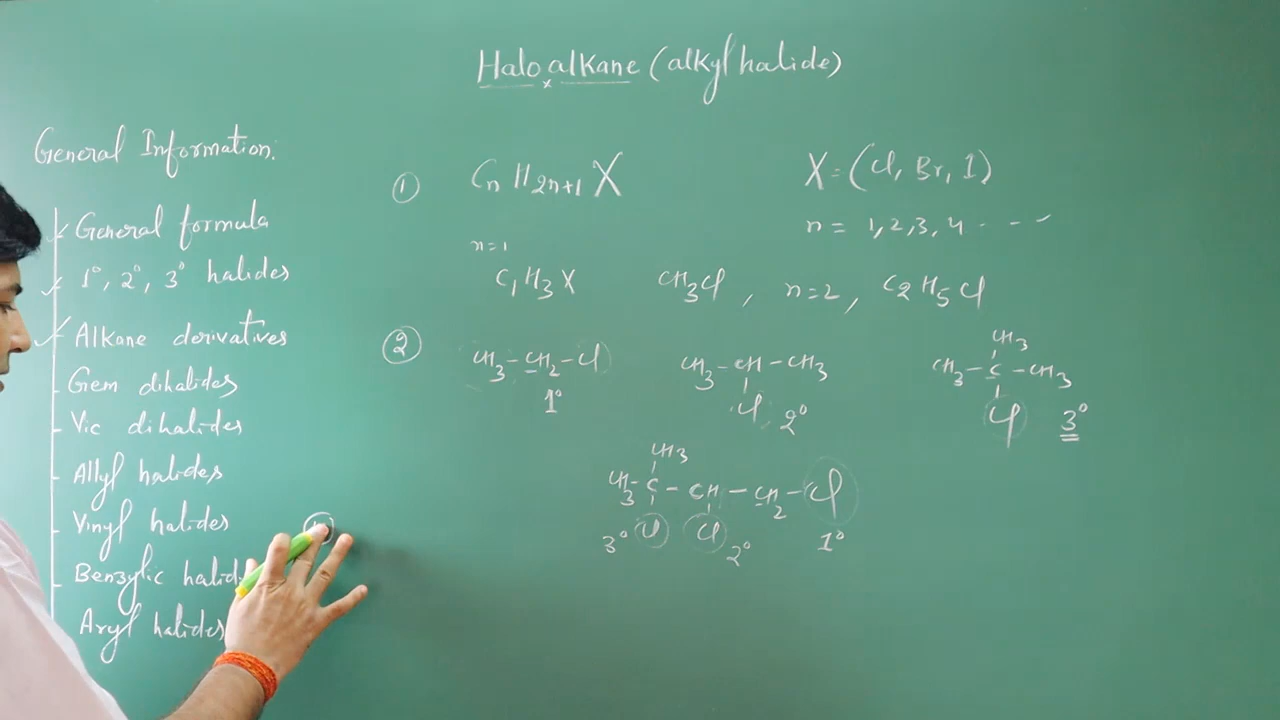 Halo alkane (alkyl halide)
x
General Information:
General formula
1°, 2°, 3° halides
Alkane derivatives
Gem dihalides
Vic dihalides
Allyl halides
Vinyl halides
Benzylic
Aryl halides
① CnH2n+1X X = (Cl, Br, I)
n = 1, 2, 3, 4 - - -
n=1
C1H3X CH3Cl, n=2, C2H5Cl
② CH3-CH2-Cl CH3-CH-CH3 CH3-C-CH3
CH3
1° Cl 2° Cl 3°
CH3
CH3-C-CH-CH2-Cl
3° Cl Cl 2° 1°